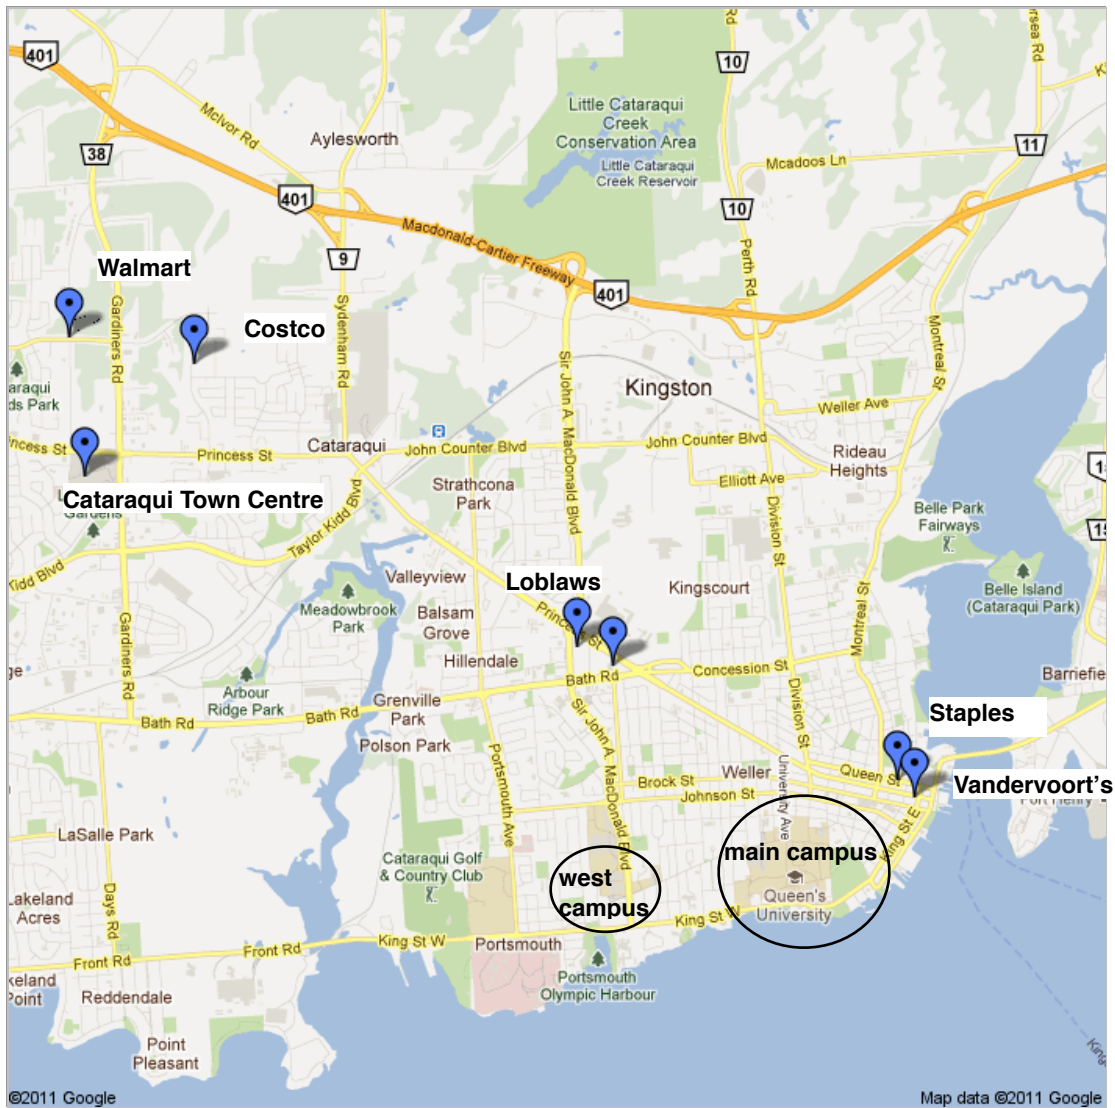 401
McIvor Rd
Aylesworth
38
401
9
10
Little Cataraqui
Creek
Conservation Area
Little Cataraqui
Creek Reservoir
Mcadoos Ln
11
10
Macdonald-Cartier Freeway
401
Perth Rd
Walmart
Costco
Gardiners Rd
Sydenham Rd
Sir John A. MacDonald Blvd
Kingston
Montreal St
Weller Ave
Princess St
Cataraqui
John Counter Blvd
John Counter Blvd
Rideau
Heights
Elliott Ave
Cataraqui Town Centre
Gardens
Strathcona
Park
Taylor Kidd Blvd
Division St
Belle Park
Fairways
Valleyview
Loblaws
Kingscourt
Belle Island
(Cataraqui Park)
Meadowbrook
Park
Balsam
Grove
Princess St
Montreal St
Gardiners Rd
Hillendale
Bath Rd
Concession St
Arbour
Ridge Park
Grenville
Park
Bath Rd
Bath Rd
Polson Park
Sir John A. MacDonald Blvd
Division St
Staples
Portsmouth Ave
Brock St
Weller
University Ave
Queen St
Johnson St
Vandervoort's
Fort Henry
LaSalle Park
King St E
Cataraqui Golf
& Country Club
west
campus
main campus
Queen's
University
Lakeland
Acres
Days Rd
King St W
King St W
Portsmouth
Front Rd
Front Rd
Portsmouth
Olympic Harbour
Reddendale
Point
Pleasant
©2011 Google
Map data ©2011 Google